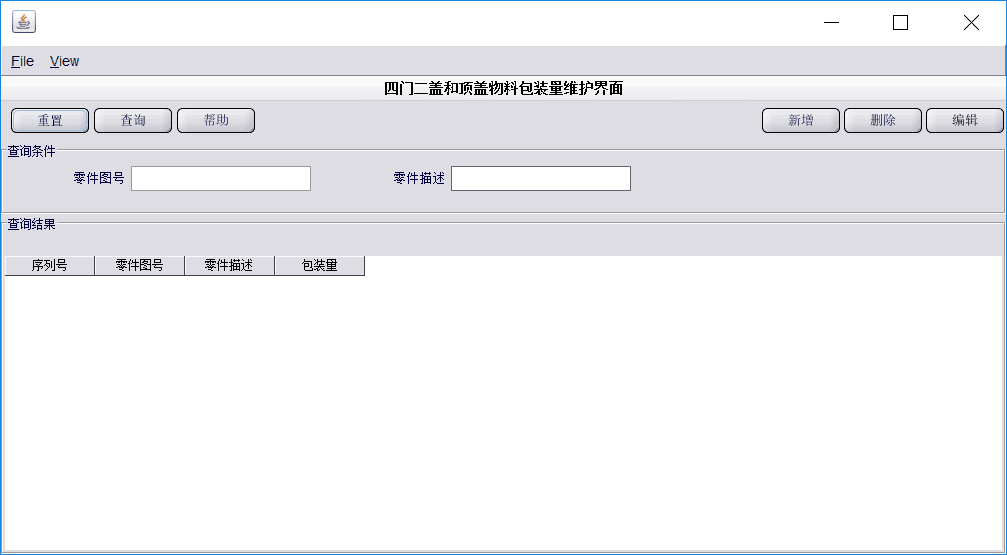 File View
四门二盖和顶盖物料包装量维护界面
重置 查询 帮助 新增 删除 编辑
查询条件
零件图号 零件描述
查询结果
序列号 零件图号 零件描述 包装量